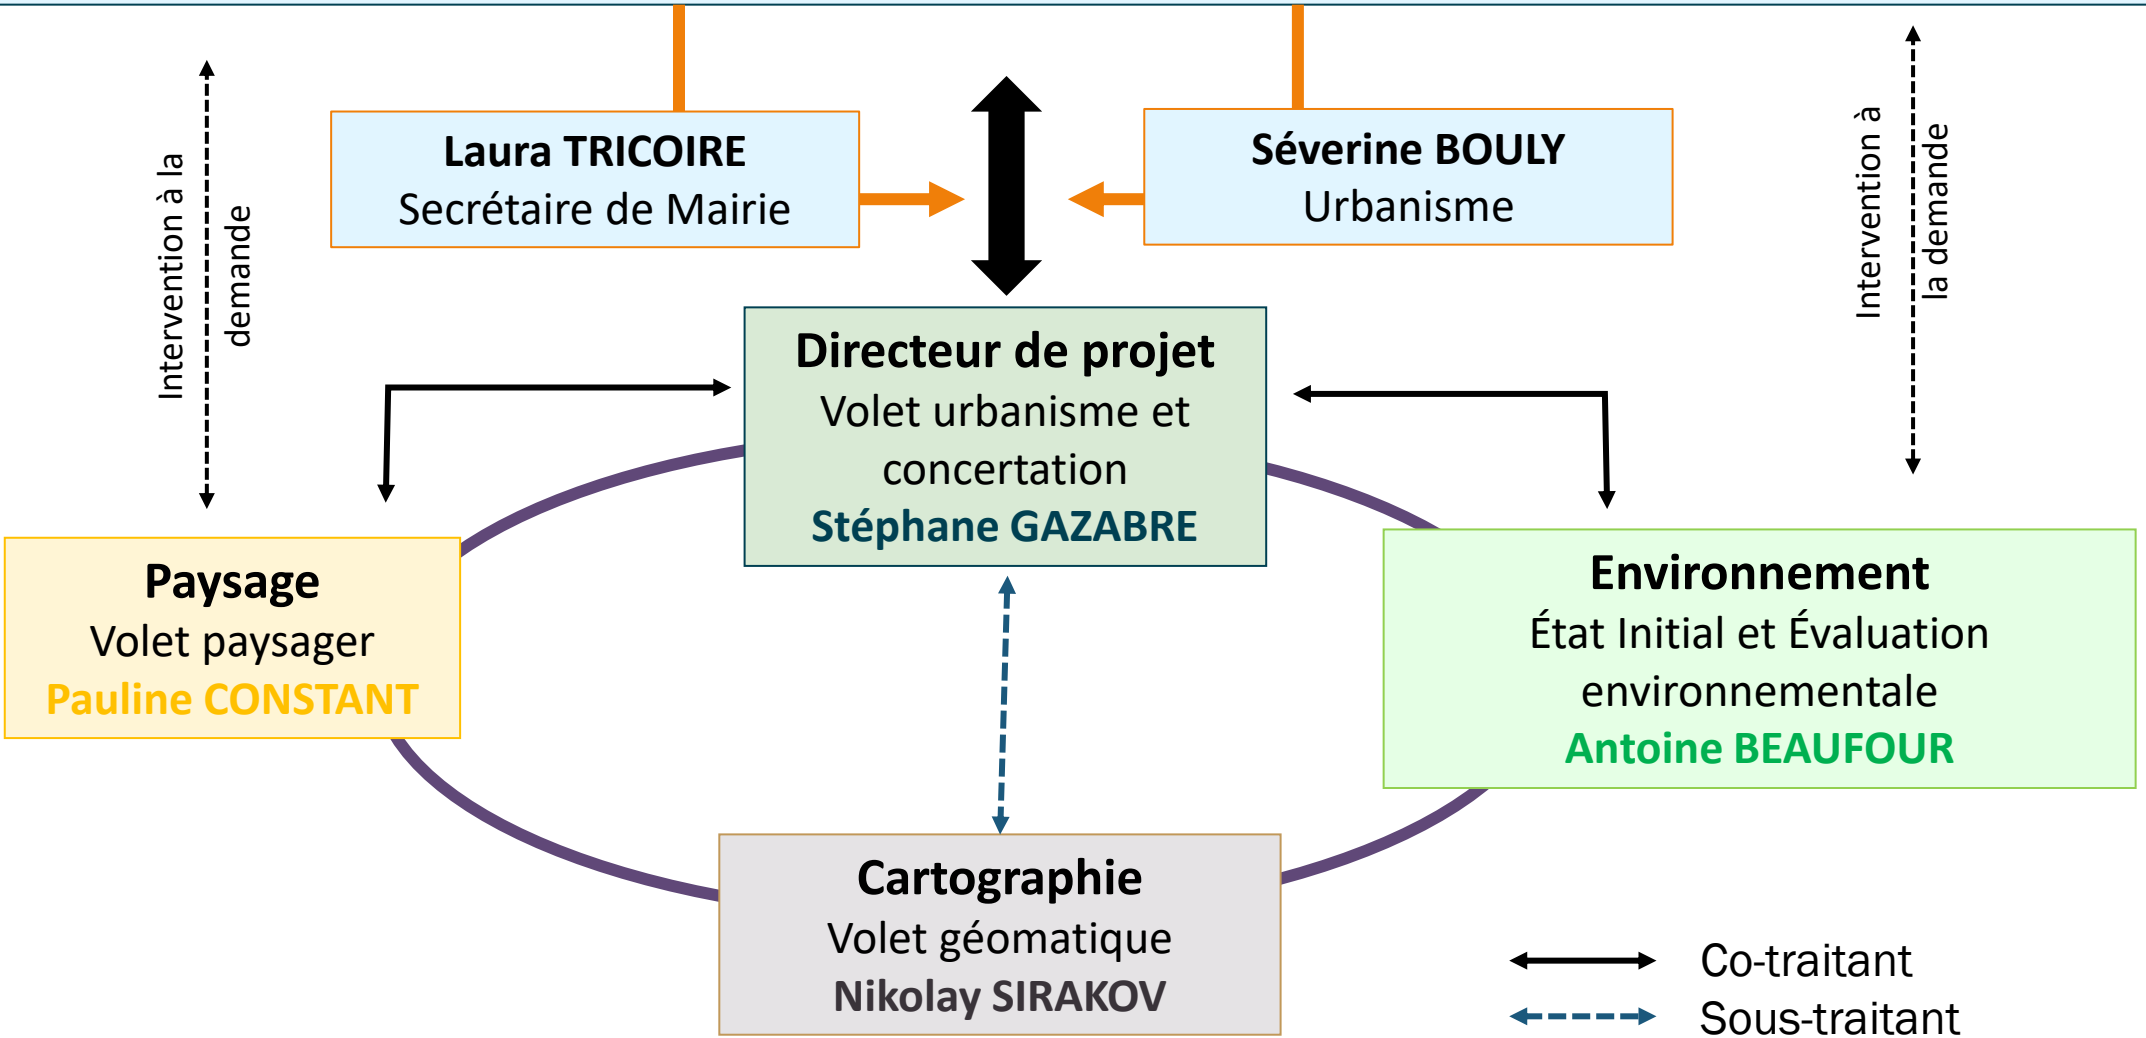 Intervention à la
demande
Laura TRICOIRE
Secrétaire de Mairie
Séverine BOULY
Urbanisme
Intervention à
la demande
Directeur de projet
Volet urbanisme et
concertation
Stéphane GAZABRE
Paysage
Volet paysager
Pauline CONSTANT
Environnement
État Initial et Évaluation
environnementale
Antoine BEAUFOUR
Cartographie
Volet géomatique
Nikolay SIRAKOV
Co-traitant
Sous-traitant